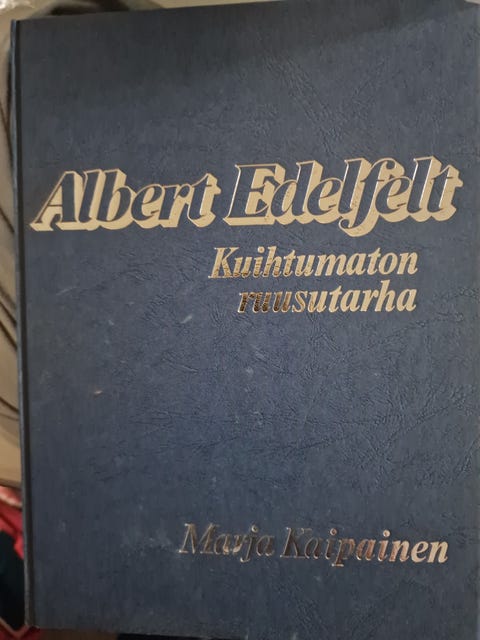 Albert Edelfelt
Kuihtumaton
ruusutarha
Marja Kaipainen